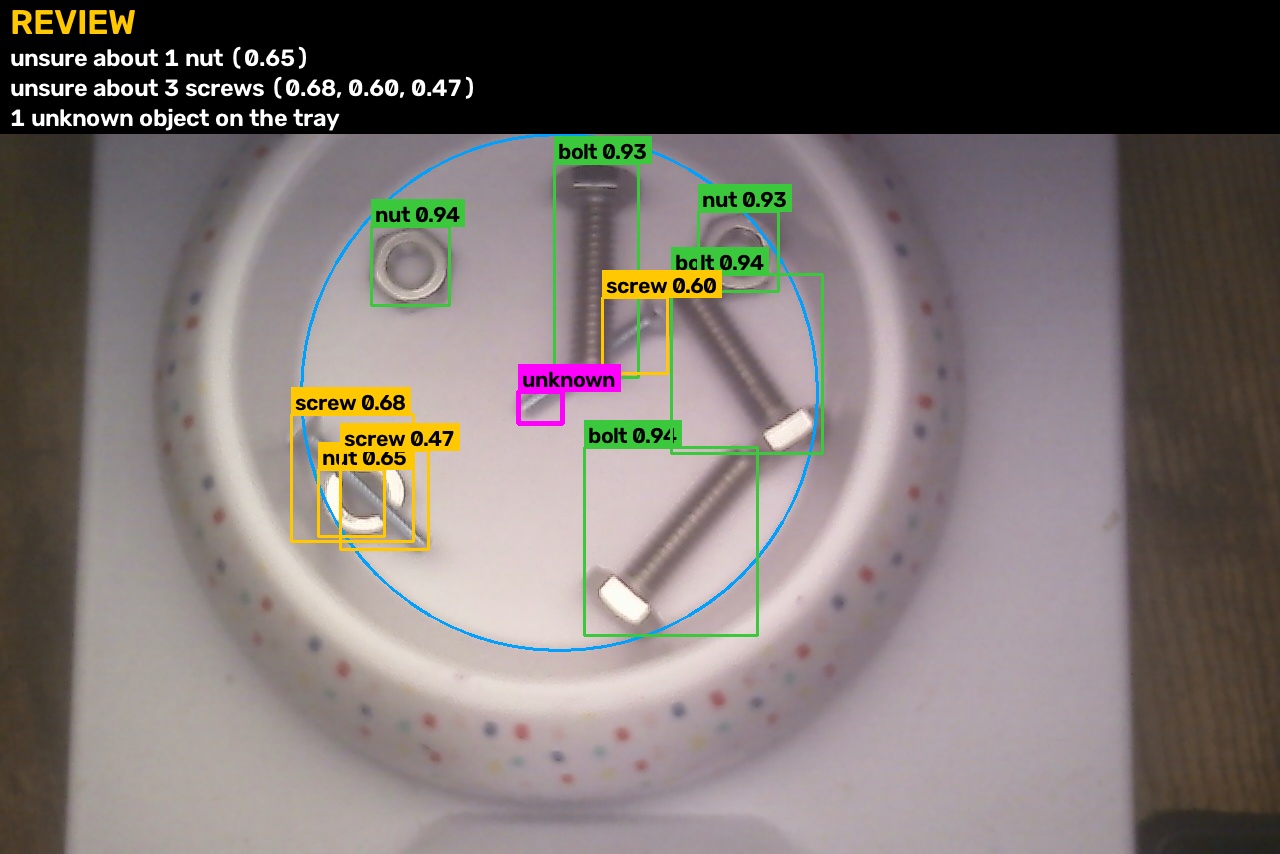 REVIEW
unsure about 1 nut (0.65)
unsure about 3 screws (0.68, 0.60, 0.47)
1 unknown object on the tray
bolt 0.93
nut 0.93
nut 0.94
bolt 0.94
screw 0.60
unknown
screw 0.68
bolt 0.94
screw 0.47
nut 0.65